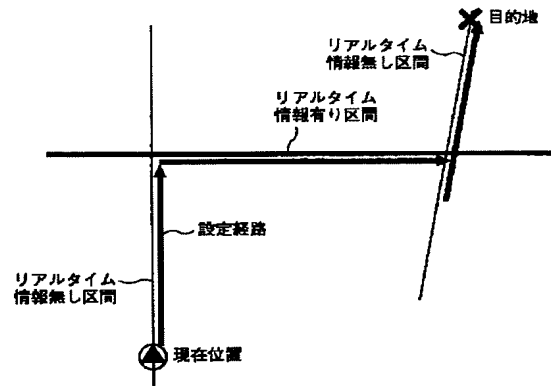 目的地
リアルタイム
情報無し区間
リアルタイム
情報有り区間
設定経路
リアルタイム
情報無し区間
現在位置